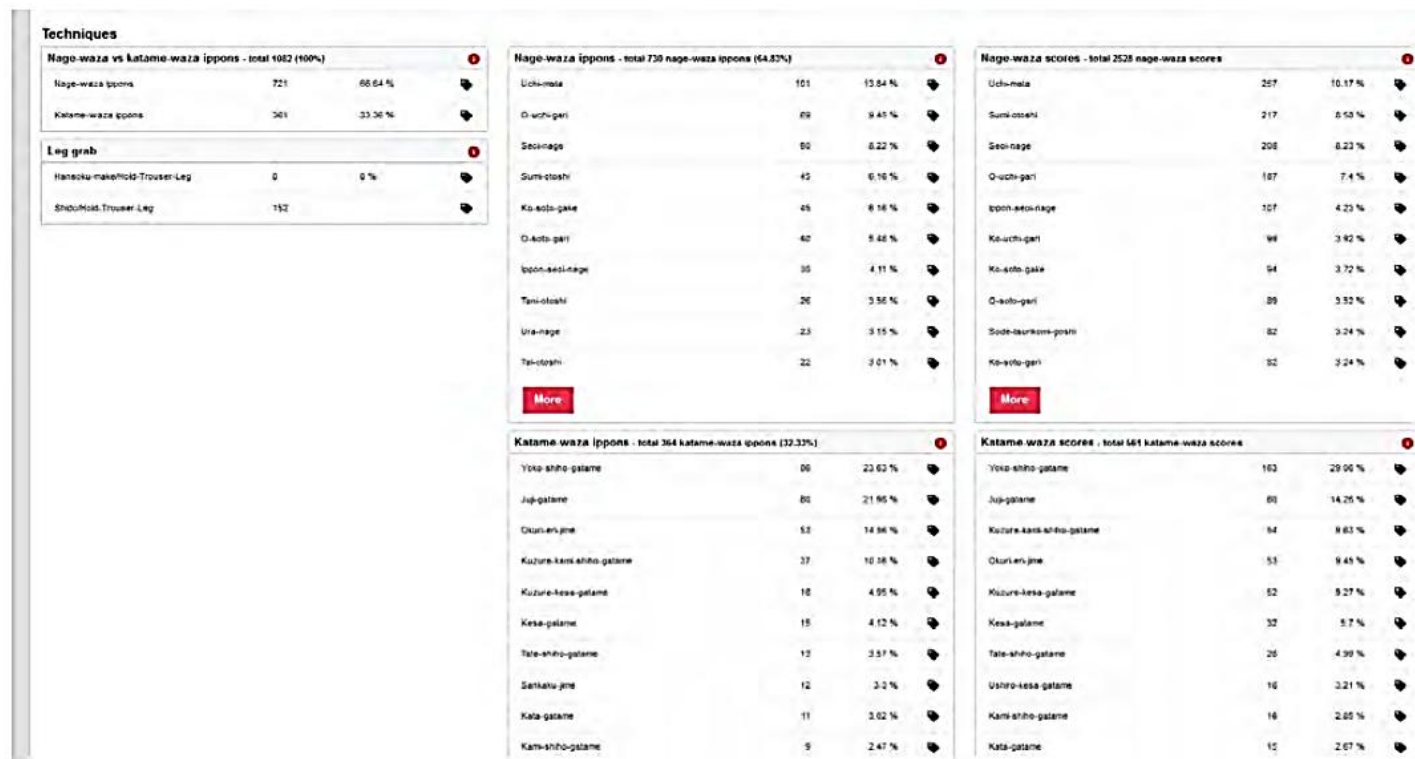 Techniques
Nage-waza vs katame-waza ippons - total 1082 (100%)
Nage-waza ippons 721 66.64 %
Katame-waza ippons 361 33.36 %
Leg grab
Hansoku-make/Hold-Trouser-Leg 0 0 %
Shido/Hold-Trouser-Leg 152
Nage-waza ippons - total 730 nage-waza ippons (64.83%)
Uchi-mata 101 13.84 %
O-uchi-gari 69 9.45 %
Seoi-nage 60 8.22 %
Sumi-otoshi 45 6.16 %
Ko-soto-gake 45 6.16 %
O-soto-gari 40 5.48 %
Ippon-seoi-nage 30 4.11 %
Tani-otoshi 26 3.56 %
Ura-nage 23 3.15 %
Tai-otoshi 22 3.01 %
More
Nage-waza scores - total 2528 nage-waza scores
Uchi-mata 257 10.17 %
Sumi-otoshi 217 8.58 %
Seoi-nage 208 8.23 %
O-uchi-gari 187 7.4 %
Ippon-seoi-nage 107 4.23 %
Ko-uchi-gari 99 3.92 %
Ko-soto-gake 94 3.72 %
O-soto-gari 89 3.52 %
Sode-tsurikomi-goshi 82 3.24 %
Ko-soto-gari 82 3.24 %
More
Katame-waza ippons - total 364 katame-waza ippons (32.33%)
Yoko-shiho-gatame 86 23.63 %
Juji-gatame 80 21.98 %
Okuri-eri-jime 53 14.56 %
Kuzure-kami-shiho-gatame 37 10.16 %
Kuzure-kesa-gatame 18 4.95 %
Kesa-gatame 15 4.12 %
Tate-shiho-gatame 13 3.57 %
Sankaku-jime 12 3.3 %
Kata-gatame 11 3.02 %
Kami-shiho-gatame 9 2.47 %
Katame-waza scores - total 561 katame-waza scores
Yoko-shiho-gatame 163 29.06 %
Juji-gatame 80 14.26 %
Kuzure-kami-shiho-gatame 54 9.63 %
Okuri-eri-jime 53 9.45 %
Kuzure-kesa-gatame 52 9.27 %
Kesa-gatame 32 5.7 %
Tate-shiho-gatame 28 4.99 %
Ushiro-kesa-gatame 18 3.21 %
Kami-shiho-gatame 16 2.85 %
Kata-gatame 15 2.67 %